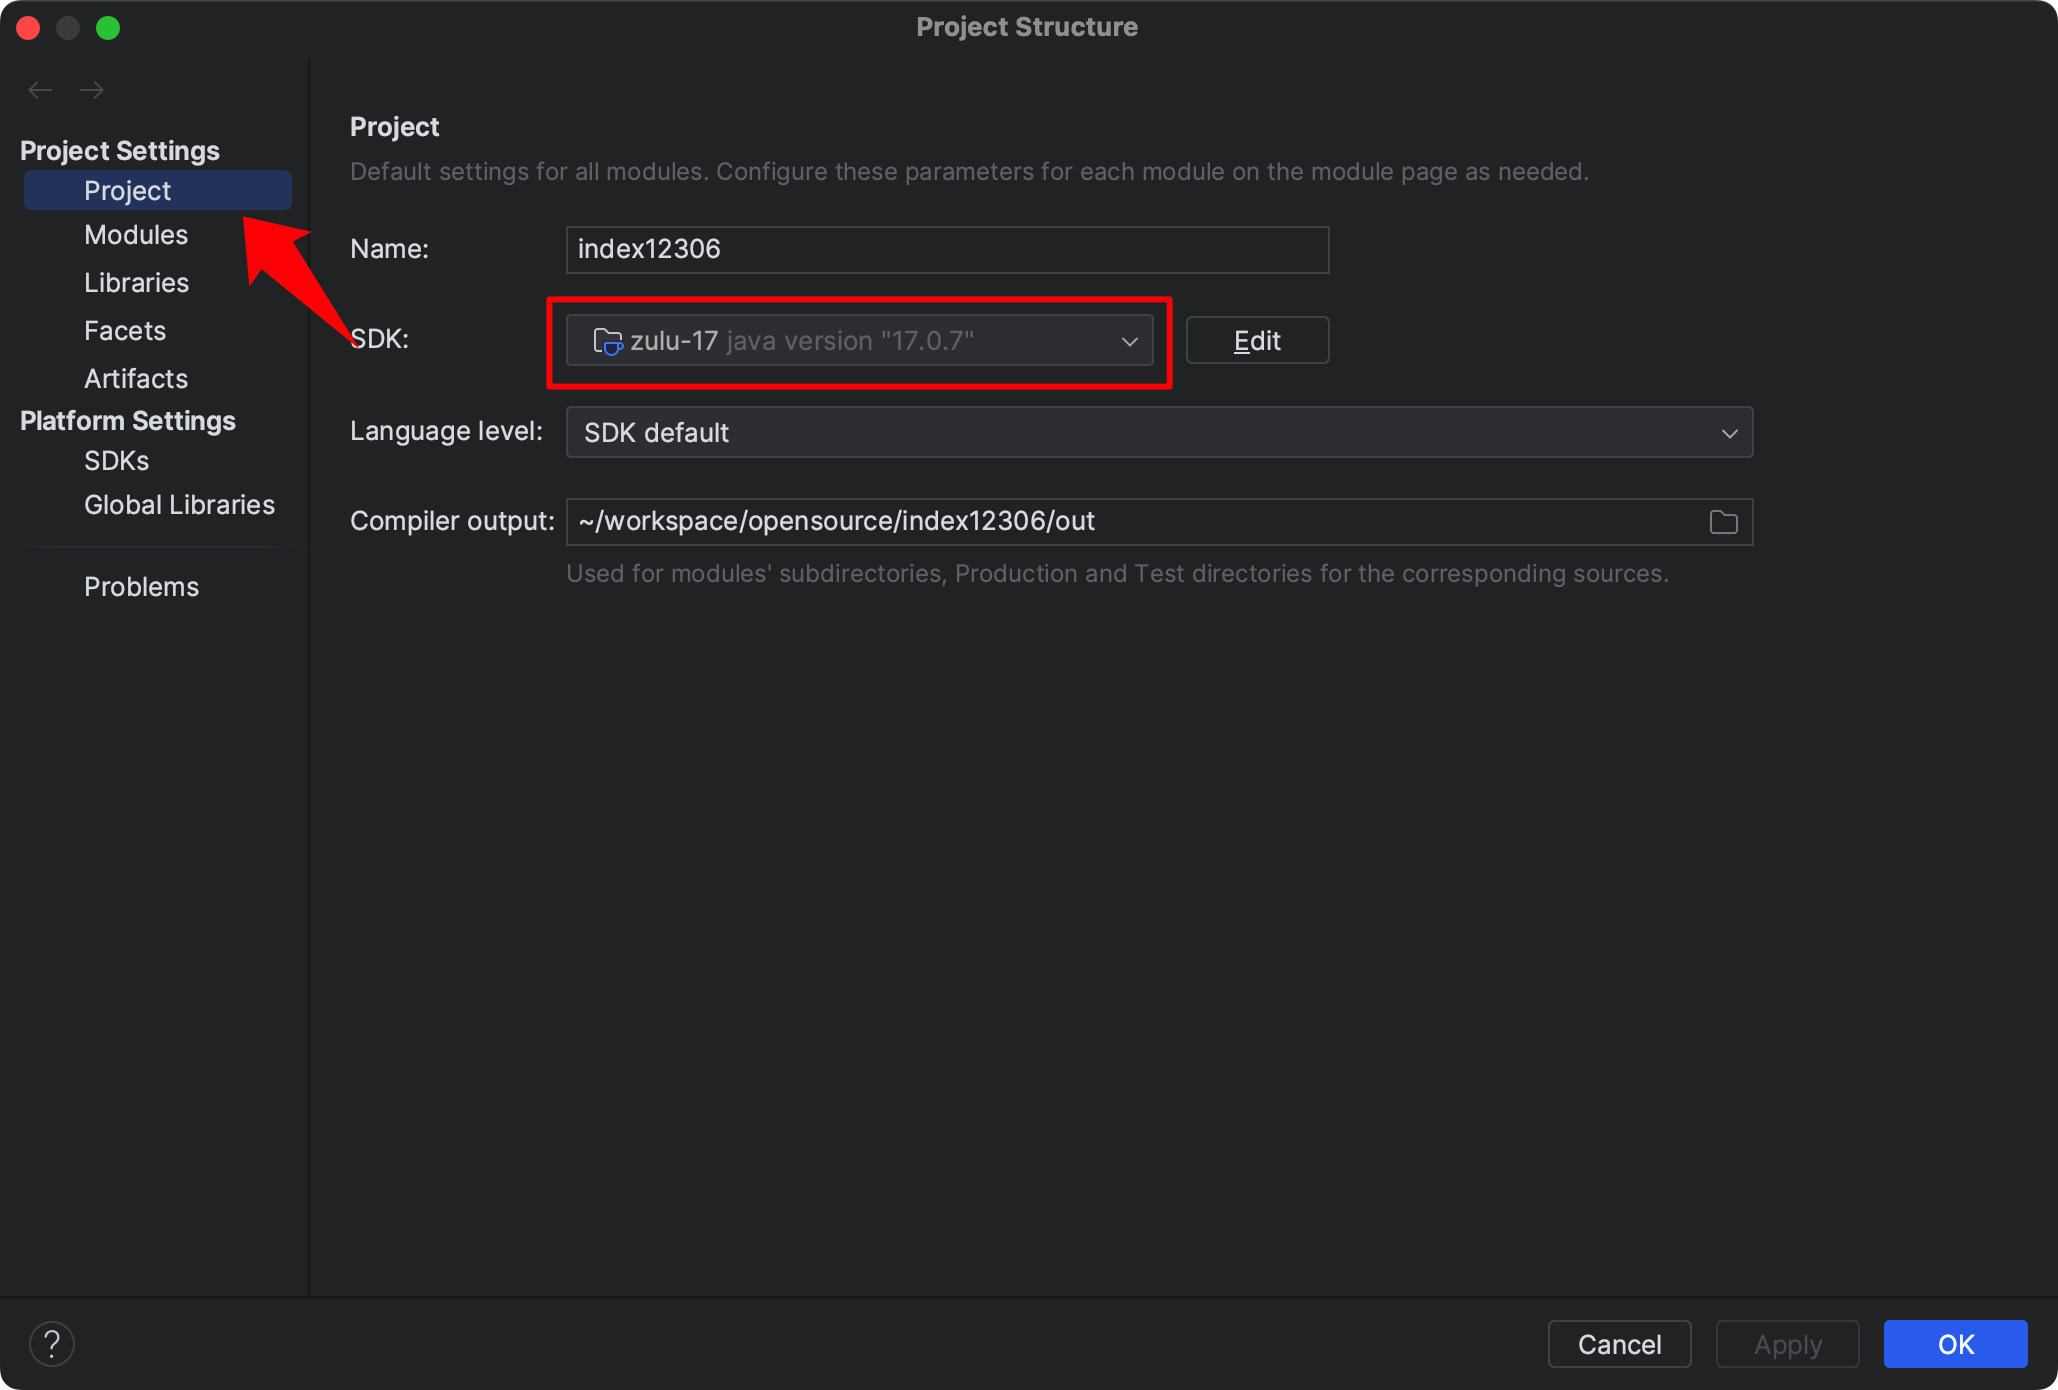 Project Structure
Project Settings
Project
Modules
Libraries
Facets
Artifacts
Platform Settings
SDKs
Global Libraries
Problems
Project
Default settings for all modules. Configure these parameters for each module on the module page as needed.
Name: index12306
SDK: zulu-17 java version "17.0.7" Edit
Language level: SDK default
Compiler output: ~/workspace/opensource/index12306/out
Used for modules' subdirectories, Production and Test directories for the corresponding sources.
? Cancel Apply OK